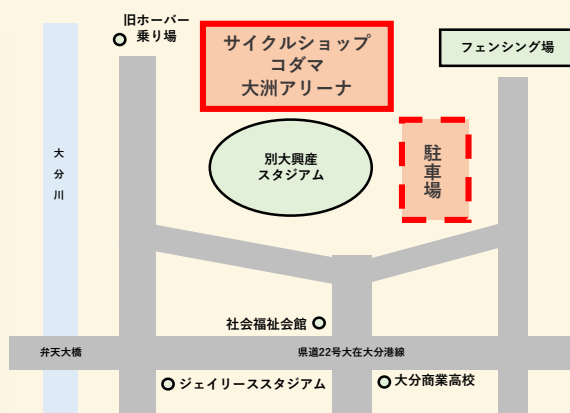 旧ホーバー
乗り場
サイクルショップ
コダマ
大洲アリーナ
フェンシング場
大分川
別大興産
スタジアム
駐車場
社会福祉会館
弁天大橋
県道22号大在大分港線
ジェイリーススタジアム
大分商業高校